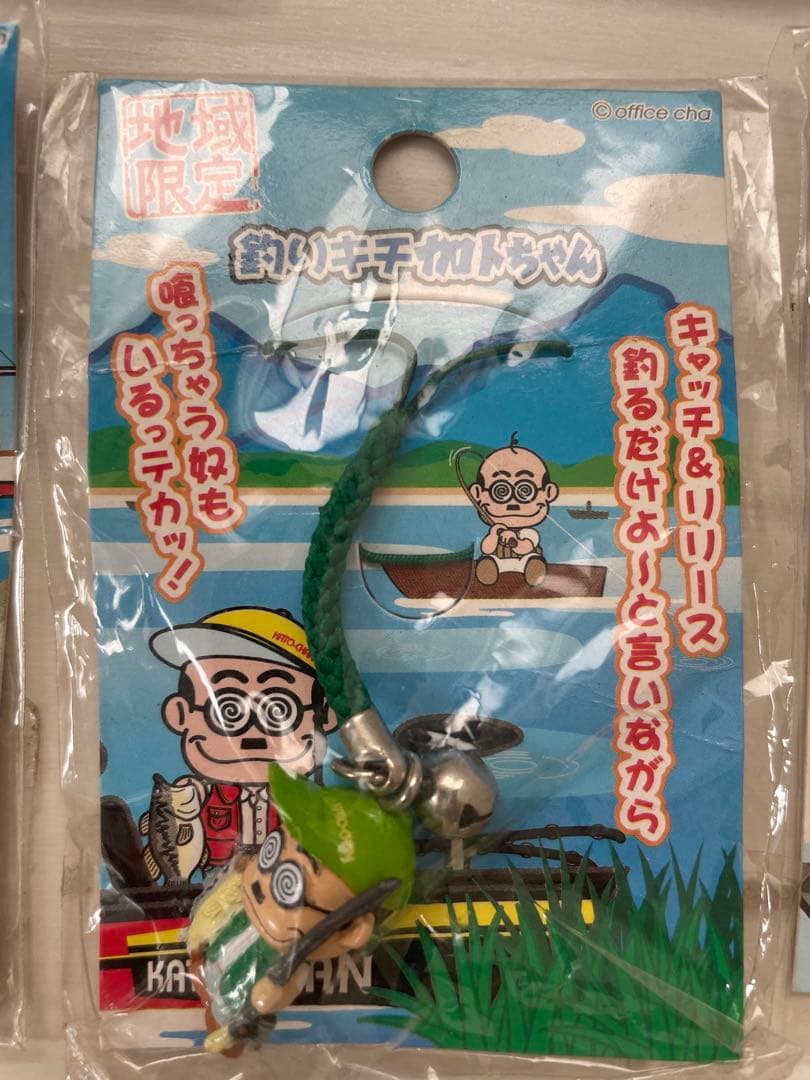 地域
限定
© office cha
釣りキチ加トちゃん
キャッチ&リリース
釣るだけよ〜と言いながら
喰っちゃう奴も
いるっテカッ!
KATO-CHA